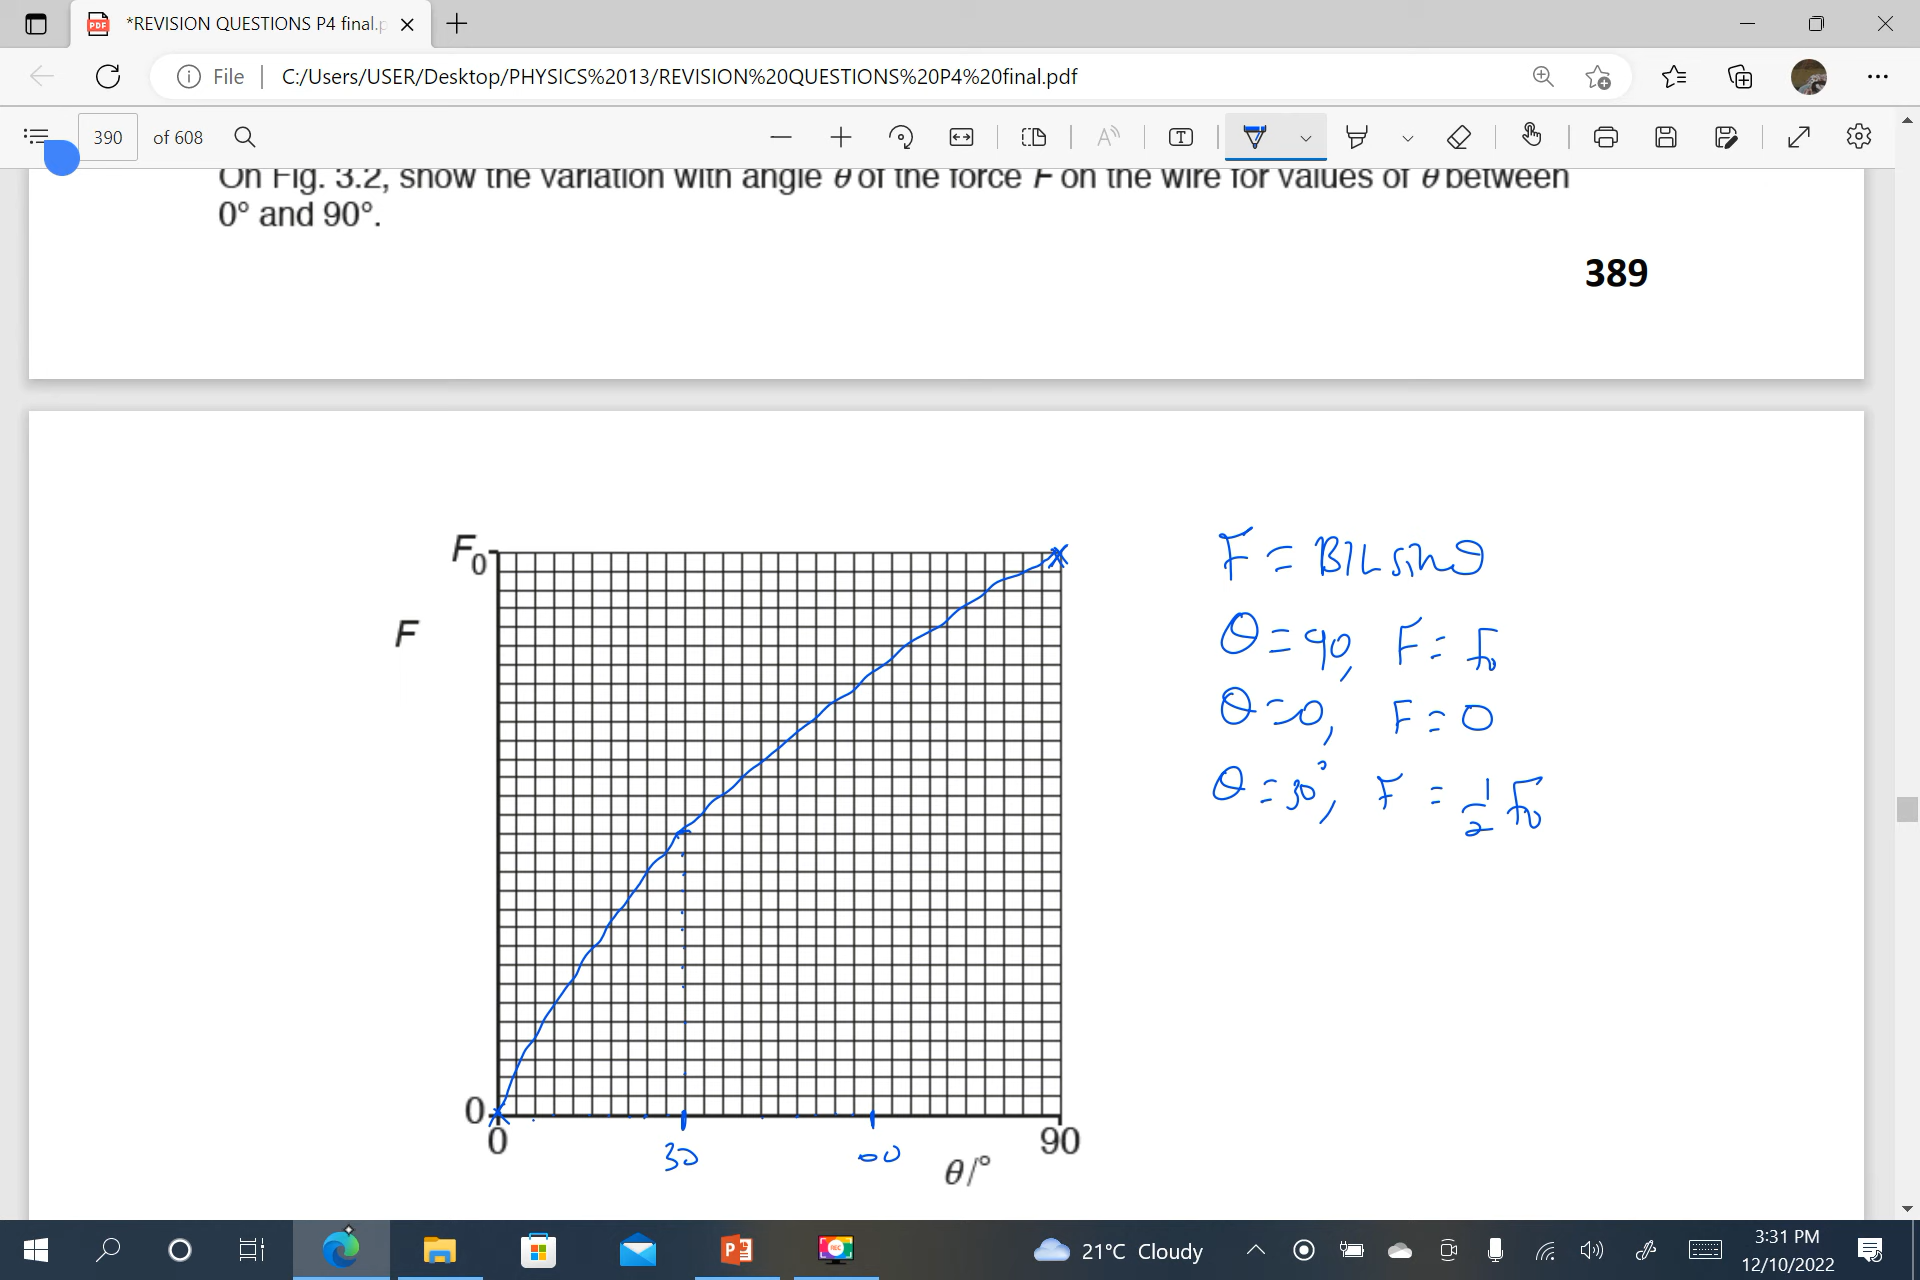 *REVISION QUESTIONS P4 final.p
File
C:/Users/USER/Desktop/PHYSICS%2013/REVISION%20QUESTIONS%20P4%20final.pdf
390 of 608
On Fig. 3.2, show the variation with angle θ of the force F on the wire for values of θ between
0° and 90°.
389
F0
F
0
0
30
90
θ/°
F = BIL sinθ
θ = 90, F = F0
θ = 0, F = 0
θ = 30°, F = 1/2 F0
REC
21°C Cloudy
3:31 PM
12/10/2022